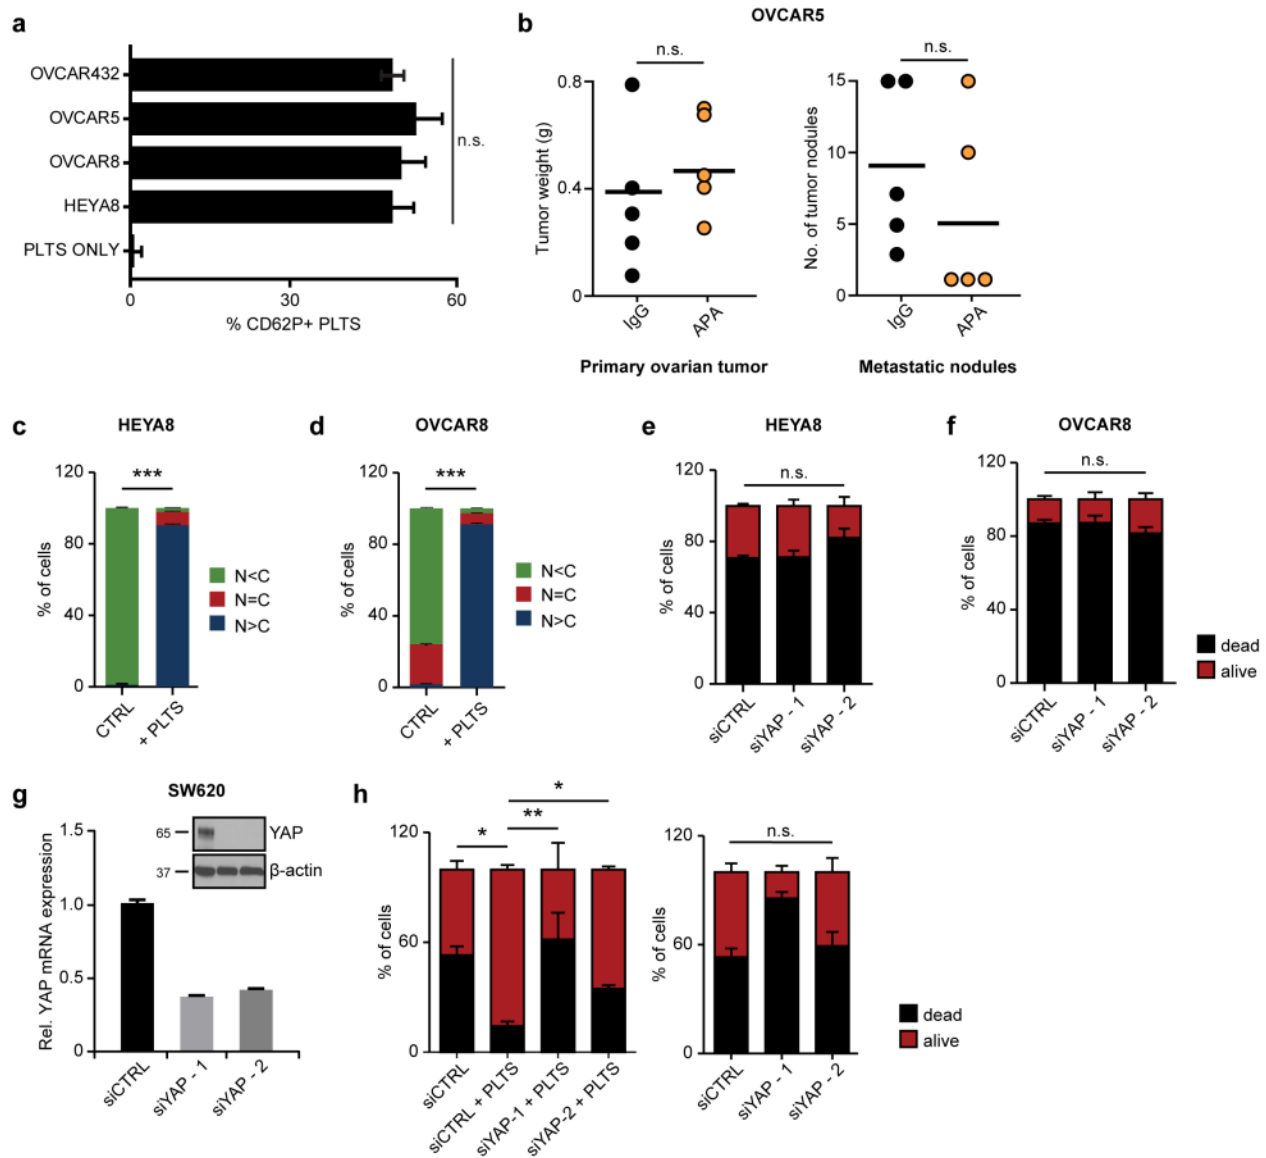 a
OVCAR432
OVCAR5
OVCAR8
HEYA8
PLTS ONLY
n.s.
0 30 60
% CD62P+ PLTS
b
OVCAR5
n.s.
0.8
0.4
0
Tumor weight (g)
IgG APA
Primary ovarian tumor
n.s.
15
10
5
0
No. of tumor nodules
IgG APA
Metastatic nodules
c
HEYA8
120
80
40
0
% of cells
***
CTRL + PLTS
N<C
N=C
N>C
d
OVCAR8
120
80
40
0
% of cells
***
CTRL + PLTS
N<C
N=C
N>C
e
HEYA8
120
80
40
0
% of cells
n.s.
siCTRL siYAP - 1 siYAP - 2
f
OVCAR8
120
80
40
0
% of cells
n.s.
siCTRL siYAP - 1 siYAP - 2
dead
alive
g
SW620
1.5
1.0
0.5
0
Rel. YAP mRNA expression
65 YAP
37 β-actin
siCTRL siYAP - 1 siYAP - 2
h
120
60
0
% of cells
*
**
*
siCTRL siCTRL + PLTS siYAP-1 + PLTS siYAP-2 + PLTS
120
60
0
% of cells
n.s.
siCTRL siYAP - 1 siYAP - 2
dead
alive